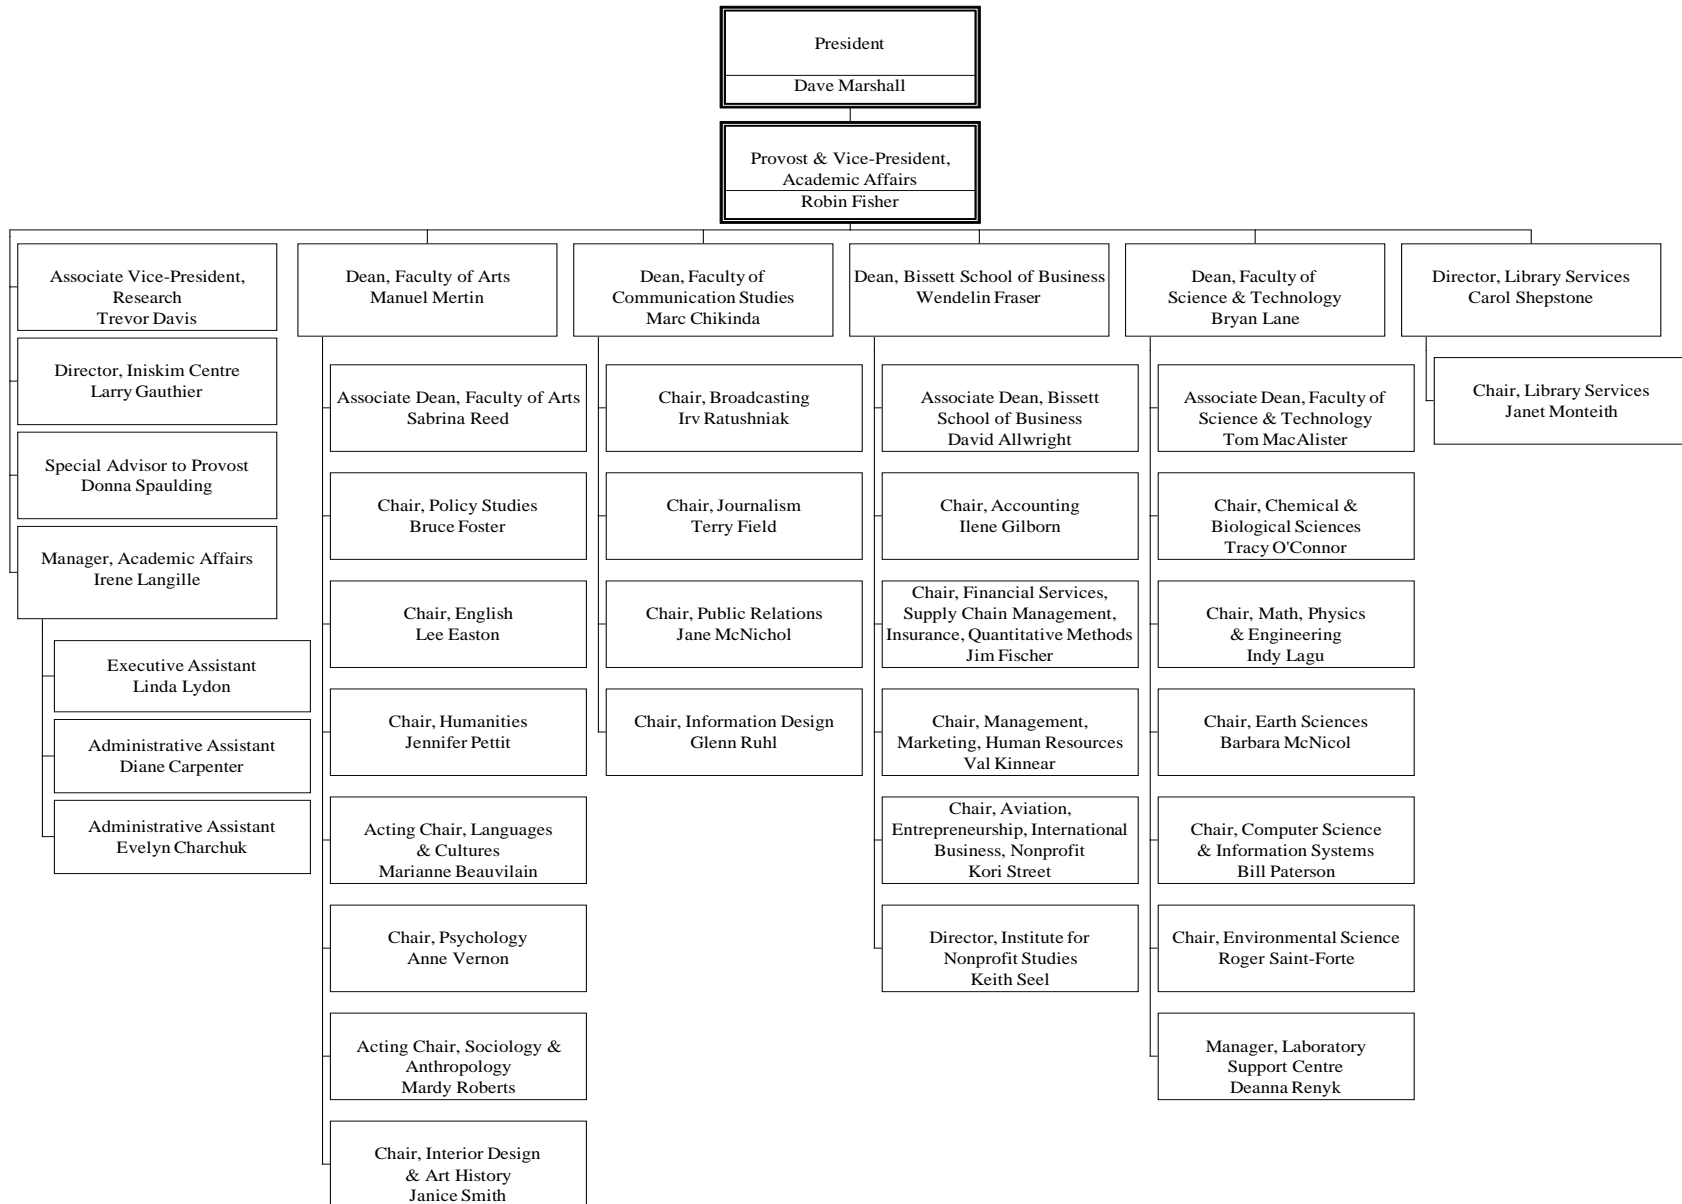 President
Dave Marshall
Provost & Vice-President,
Academic Affairs
Robin Fisher
Associate Vice-President,
Research
Trevor Davis
Director, Iniskim Centre
Larry Gauthier
Special Advisor to Provost
Donna Spaulding
Manager, Academic Affairs
Irene Langille
Executive Assistant
Linda Lydon
Administrative Assistant
Diane Carpenter
Administrative Assistant
Evelyn Charchuk
Dean, Faculty of Arts
Manuel Mertin
Associate Dean, Faculty of Arts
Sabrina Reed
Chair, Policy Studies
Bruce Foster
Chair, English
Lee Easton
Chair, Humanities
Jennifer Pettit
Acting Chair, Languages
& Cultures
Marianne Beauvilain
Chair, Psychology
Anne Vernon
Acting Chair, Sociology &
Anthropology
Mardy Roberts
Chair, Interior Design
& Art History
Janice Smith
Dean, Faculty of
Communication Studies
Marc Chikinda
Chair, Broadcasting
Irv Ratushniak
Chair, Journalism
Terry Field
Chair, Public Relations
Jane McNichol
Chair, Information Design
Glenn Ruhl
Dean, Bissett School of Business
Wendelin Fraser
Associate Dean, Bissett
School of Business
David Allwright
Chair, Accounting
Ilene Gilborn
Chair, Financial Services,
Supply Chain Management,
Insurance, Quantitative Methods
Jim Fischer
Chair, Management,
Marketing, Human Resources
Val Kinnear
Chair, Aviation,
Entrepreneurship, International
Business, Nonprofit
Kori Street
Director, Institute for
Nonprofit Studies
Keith Seel
Dean, Faculty of
Science & Technology
Bryan Lane
Associate Dean, Faculty of
Science & Technology
Tom MacAlister
Chair, Chemical &
Biological Sciences
Tracy O'Connor
Chair, Math, Physics
& Engineering
Indy Lagu
Chair, Earth Sciences
Barbara McNicol
Chair, Computer Science
& Information Systems
Bill Paterson
Chair, Environmental Science
Roger Saint-Forte
Manager, Laboratory
Support Centre
Deanna Renyk
Director, Library Services
Carol Shepstone
Chair, Library Services
Janet Monteith